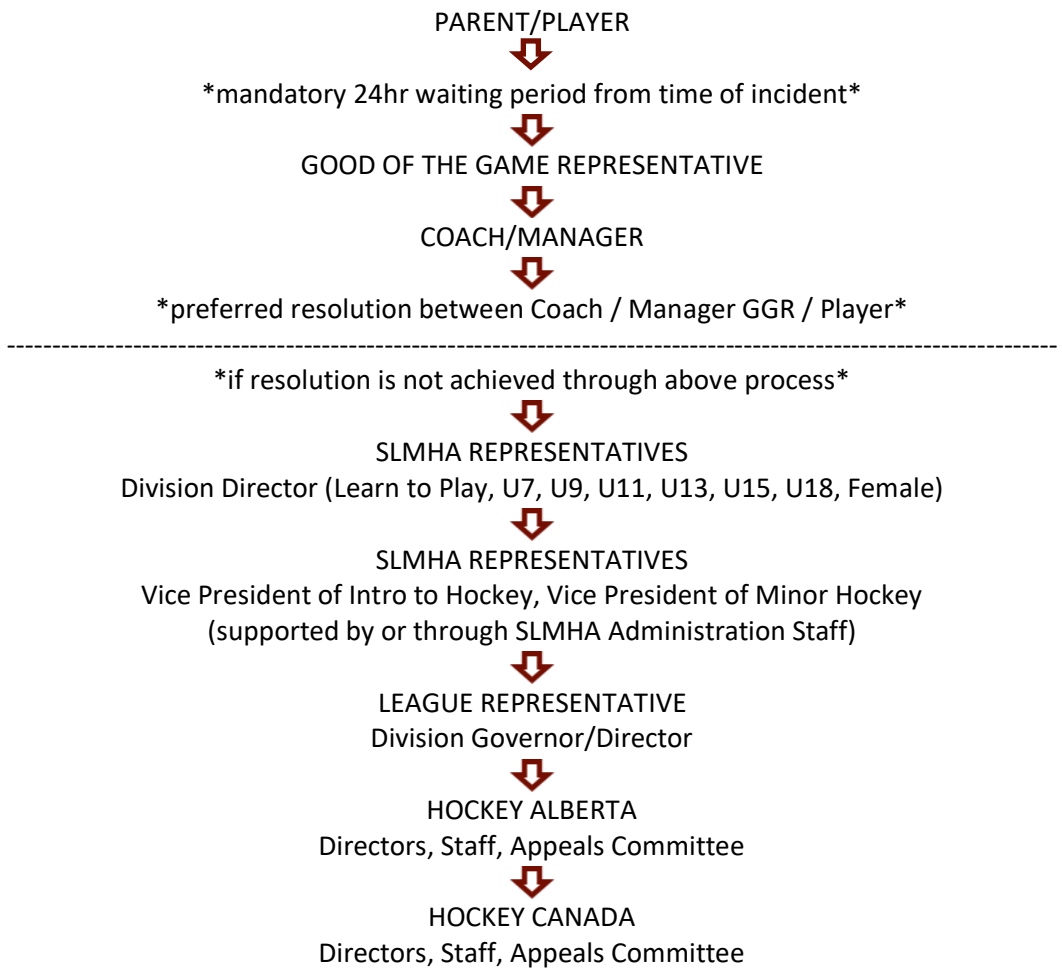 PARENT/PLAYER
*mandatory 24hr waiting period from time of incident*
GOOD OF THE GAME REPRESENTATIVE
COACH/MANAGER
*preferred resolution between Coach / Manager GGR / Player*
*if resolution is not achieved through above process*
SLMHA REPRESENTATIVES
Division Director (Learn to Play, U7, U9, U11, U13, U15, U18, Female)
SLMHA REPRESENTATIVES
Vice President of Intro to Hockey, Vice President of Minor Hockey
(supported by or through SLMHA Administration Staff)
LEAGUE REPRESENTATIVE
Division Governor/Director
HOCKEY ALBERTA
Directors, Staff, Appeals Committee
HOCKEY CANADA
Directors, Staff, Appeals Committee